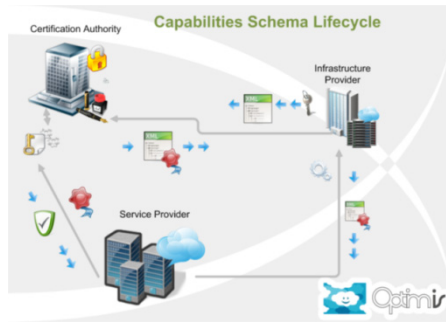 Capabilities Schema Lifecycle
Certification Authority
Infrastructure
Provider
Service Provider
Optimis